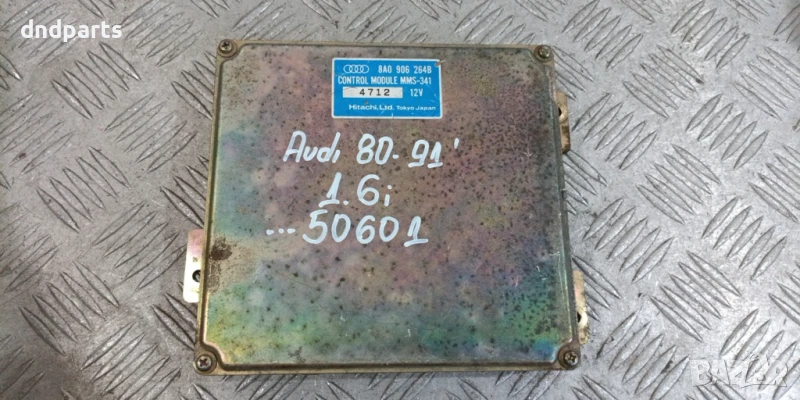 dndparts
8A0 906 264B
CONTROL MODULE MMS-341
4712 12V
Hitachi, Ltd. Tokyo Japan
Audi 80-91'
1.6i
...50601
BAZAR